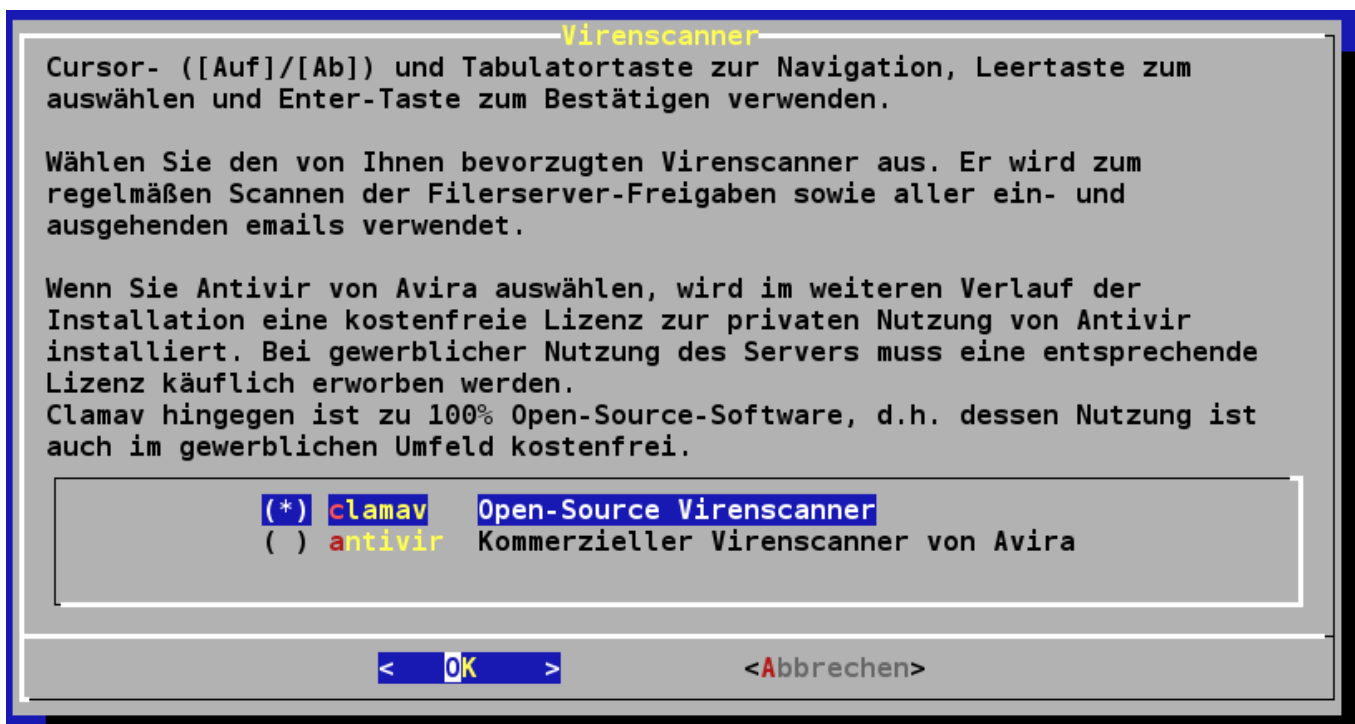 Virenscanner
Cursor- ([Auf]/[Ab]) und Tabulatortaste zur Navigation, Leertaste zum
auswählen und Enter-Taste zum Bestätigen verwenden.
Wählen Sie den von Ihnen bevorzugten Virenscanner aus. Er wird zum
regelmäßen Scannen der Filerserver-Freigaben sowie aller ein- und
ausgehenden emails verwendet.
Wenn Sie Antivir von Avira auswählen, wird im weiteren Verlauf der
Installation eine kostenfreie Lizenz zur privaten Nutzung von Antivir
installiert. Bei gewerblicher Nutzung des Servers muss eine entsprechende
Lizenz käuflich erworben werden.
Clamav hingegen ist zu 100% Open-Source-Software, d.h. dessen Nutzung ist
auch im gewerblichen Umfeld kostenfrei.
(*) clamav Open-Source Virenscanner
( ) antivir Kommerzieller Virenscanner von Avira
< OK > <Abbrechen>